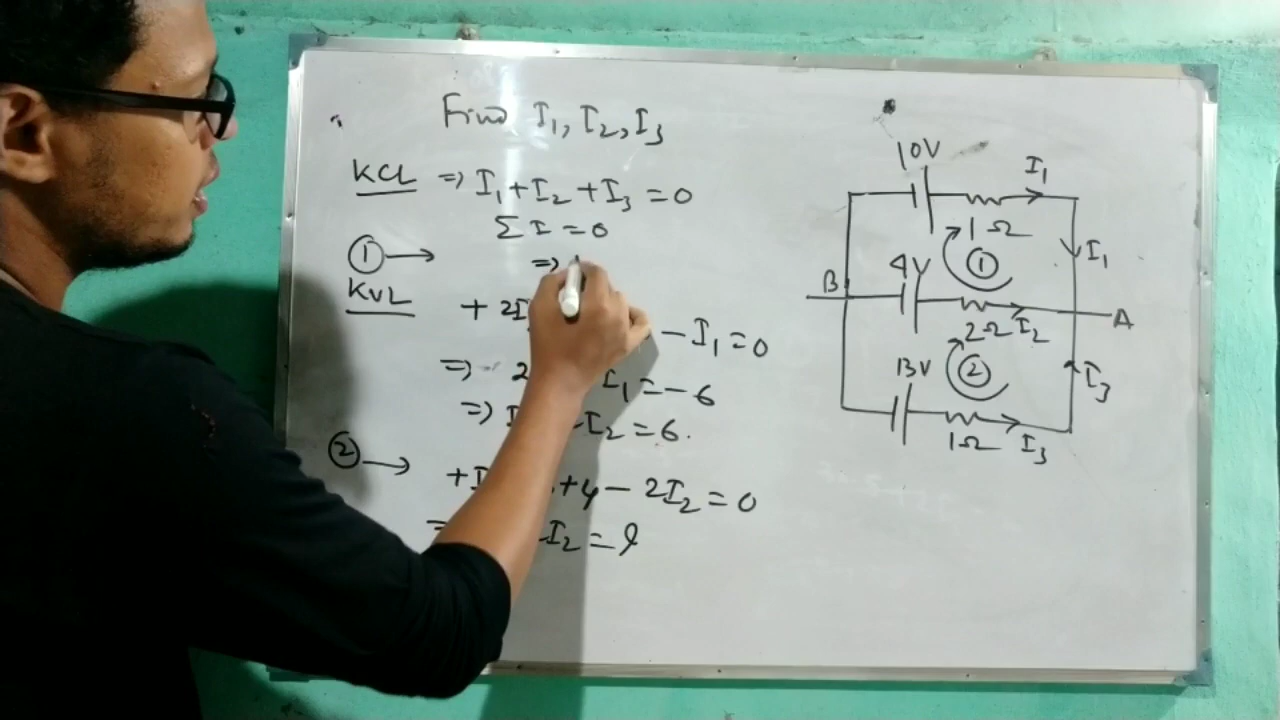 Find I₁, I₂, I₃
KCL ⇒ I₁ + I₂ + I₃ = 0
Σ I = 0
① →
⇒
KVL
+ 2I
- I₁ = 0
⇒ 2
I₁ = - 6
⇒ I
- I₂ = 6.
② →
+I
+4 - 2I₂ = 0
I₂ = 9
10V
I₁
1Ω
①
I₁
B
4V
A
2Ω
I₂
13V
②
I₃
1Ω
I₃